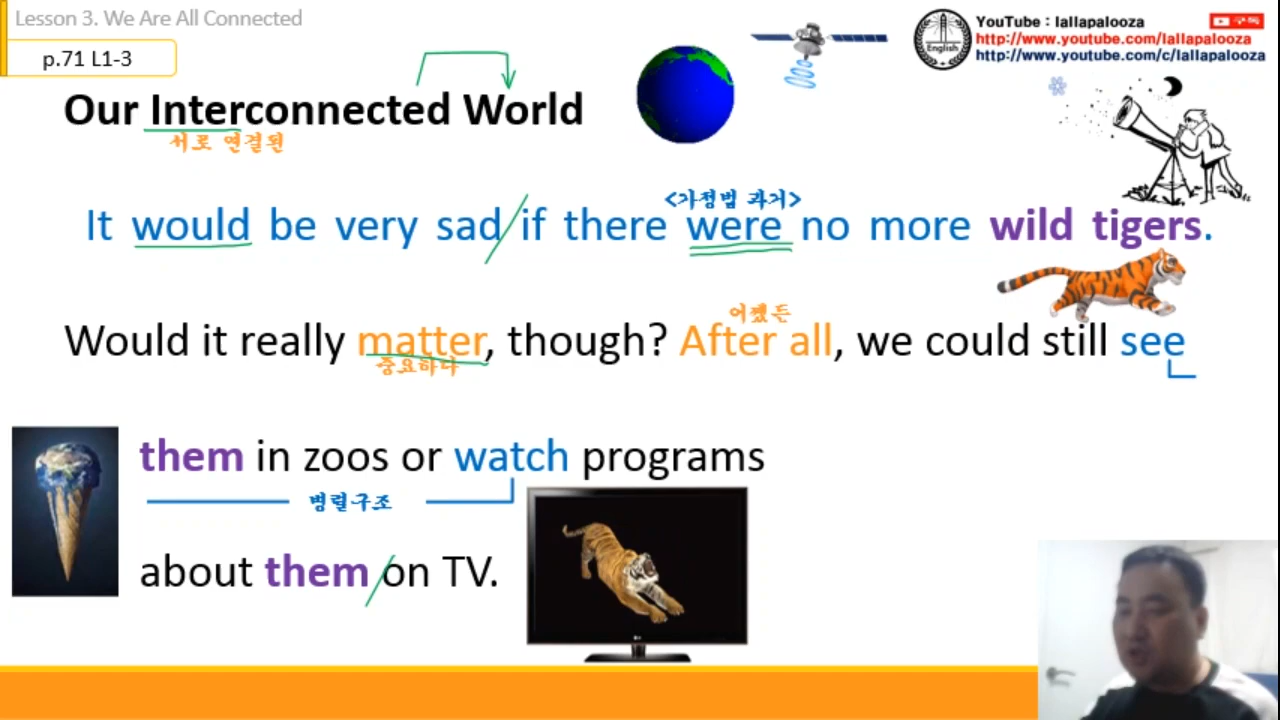 Lesson 3. We Are All Connected
p.71 L1-3
YouTube : lallapalooza
구독
http://www.youtube.com/lallapalooza
http://www.youtube.com/c/lallapalooza
English
Our Interconnected World
서로 연결된
<가정법 과거>
It would be very sad if there were no more wild tigers.
어쨌든
Would it really matter, though? After all, we could still see
중요하다
them in zoos or watch programs
병렬구조
about them on TV.